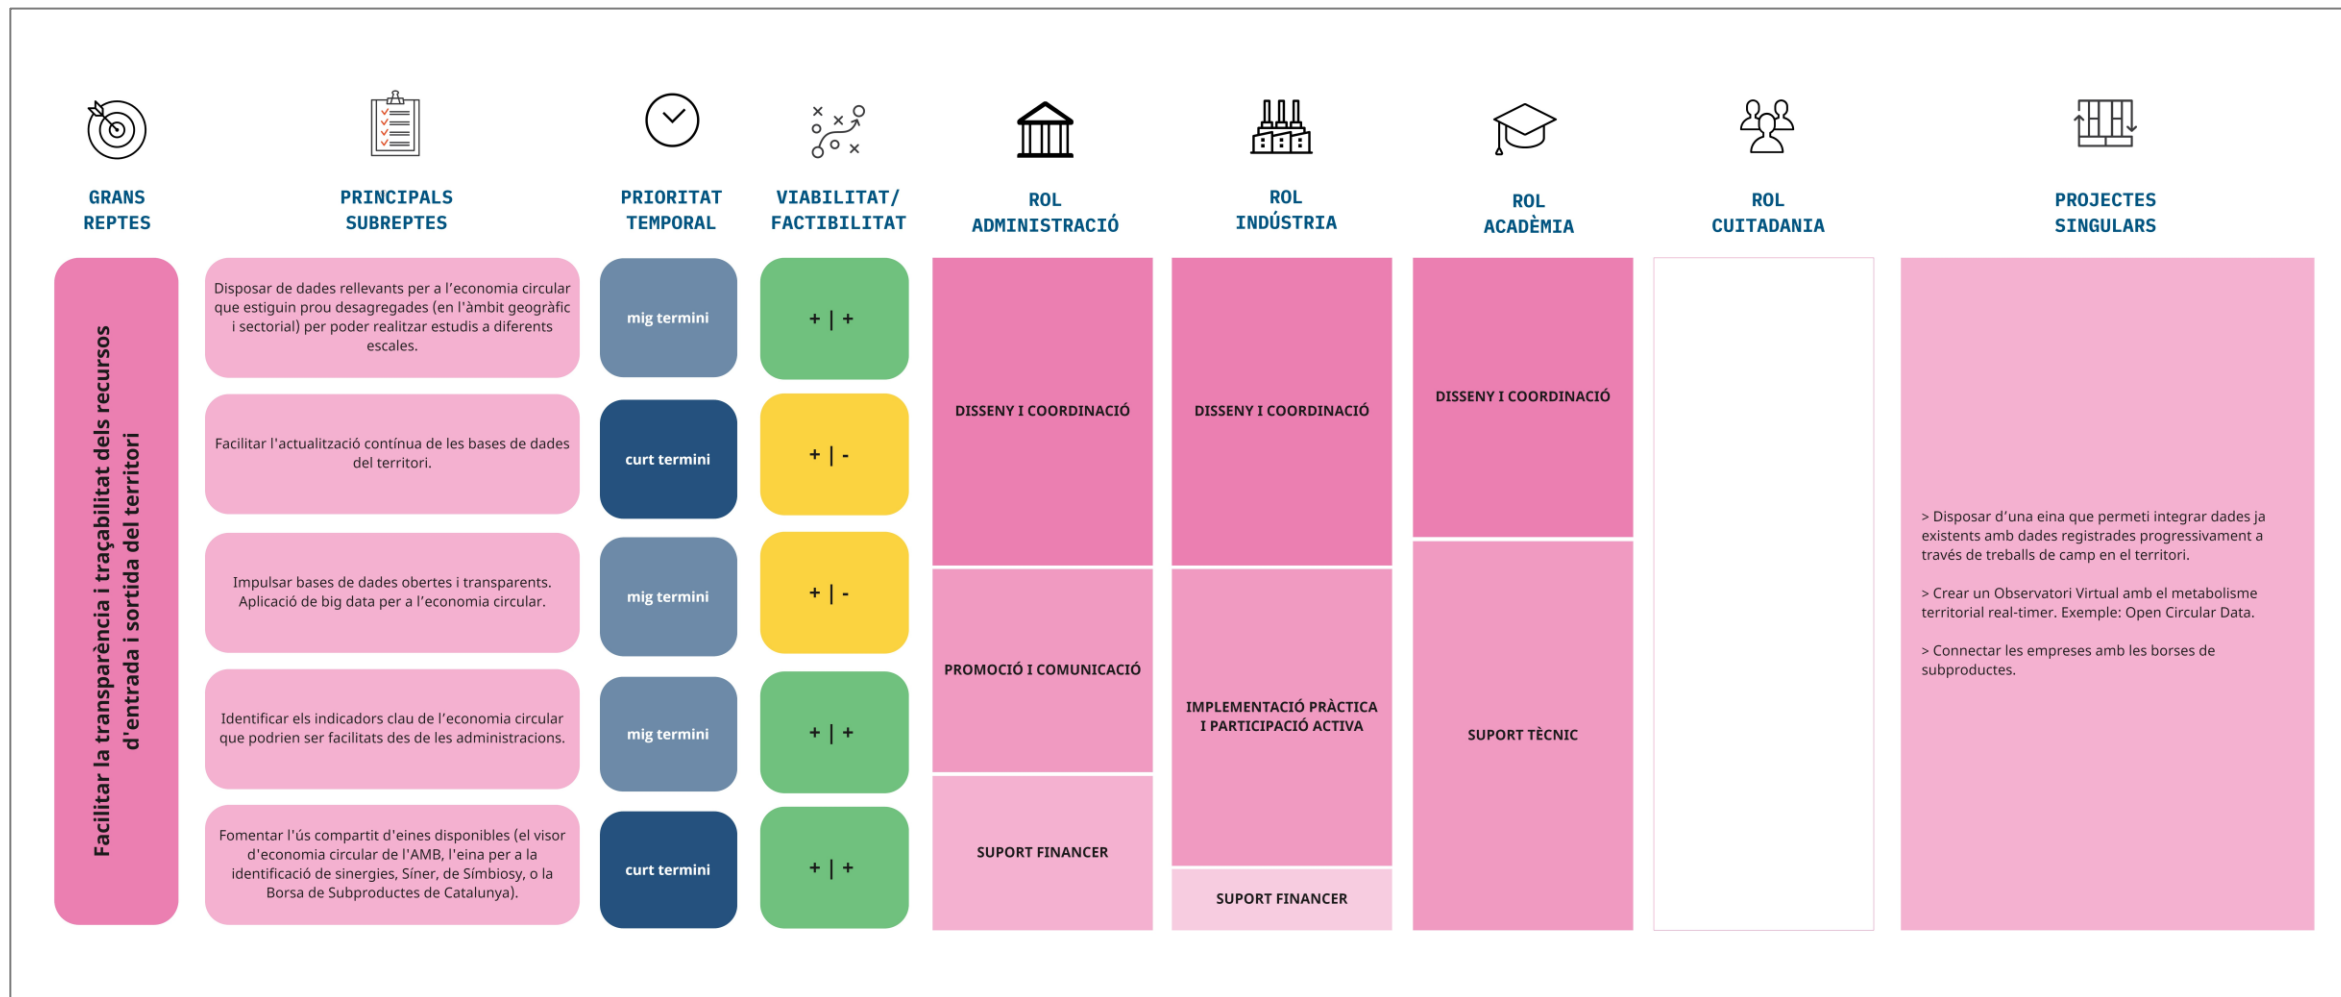 GRANS
REPTES
PRINCIPALS
SUBREPTES
PRIORITAT
TEMPORAL
VIABILITAT/
FACTIBILITAT
ROL
ADMINISTRACIÓ
ROL
INDÚSTRIA
ROL
ACADÈMIA
ROL
CUITADANIA
PROJECTES
SINGULARS
Facilitar la transparència i traçabilitat dels recursos
d'entrada i sortida del territori
Disposar de dades rellevants per a l’economia circular
que estiguin prou desagregades (en l'àmbit geogràfic
i sectorial) per poder realitzar estudis a diferents
escales.
mig termini
+ | +
Facilitar l'actualització contínua de les bases de dades
del territori.
curt termini
+ | -
Impulsar bases de dades obertes i transparents.
Aplicació de big data per a l’economia circular.
mig termini
+ | -
Identificar els indicadors clau de l’economia circular
que podrien ser facilitats des de les administracions.
mig termini
+ | +
Fomentar l'ús compartit d'eines disponibles (el visor
d'economia circular de l'AMB, l'eina per a la
identificació de sinergies, Síner, de Símbiosy, o la
Borsa de Subproductes de Catalunya).
curt termini
+ | +
DISSENY I COORDINACIÓ
PROMOCIÓ I COMUNICACIÓ
SUPORT FINANCER
DISSENY I COORDINACIÓ
IMPLEMENTACIÓ PRÀCTICA
I PARTICIPACIÓ ACTIVA
SUPORT FINANCER
DISSENY I COORDINACIÓ
SUPORT TÈCNIC
> Disposar d’una eina que permeti integrar dades ja
existents amb dades registrades progressivament a
través de treballs de camp en el territori.
> Crear un Observatori Virtual amb el metabolisme
territorial real-timer. Exemple: Open Circular Data.
> Connectar les empreses amb les borses de
subproductes.